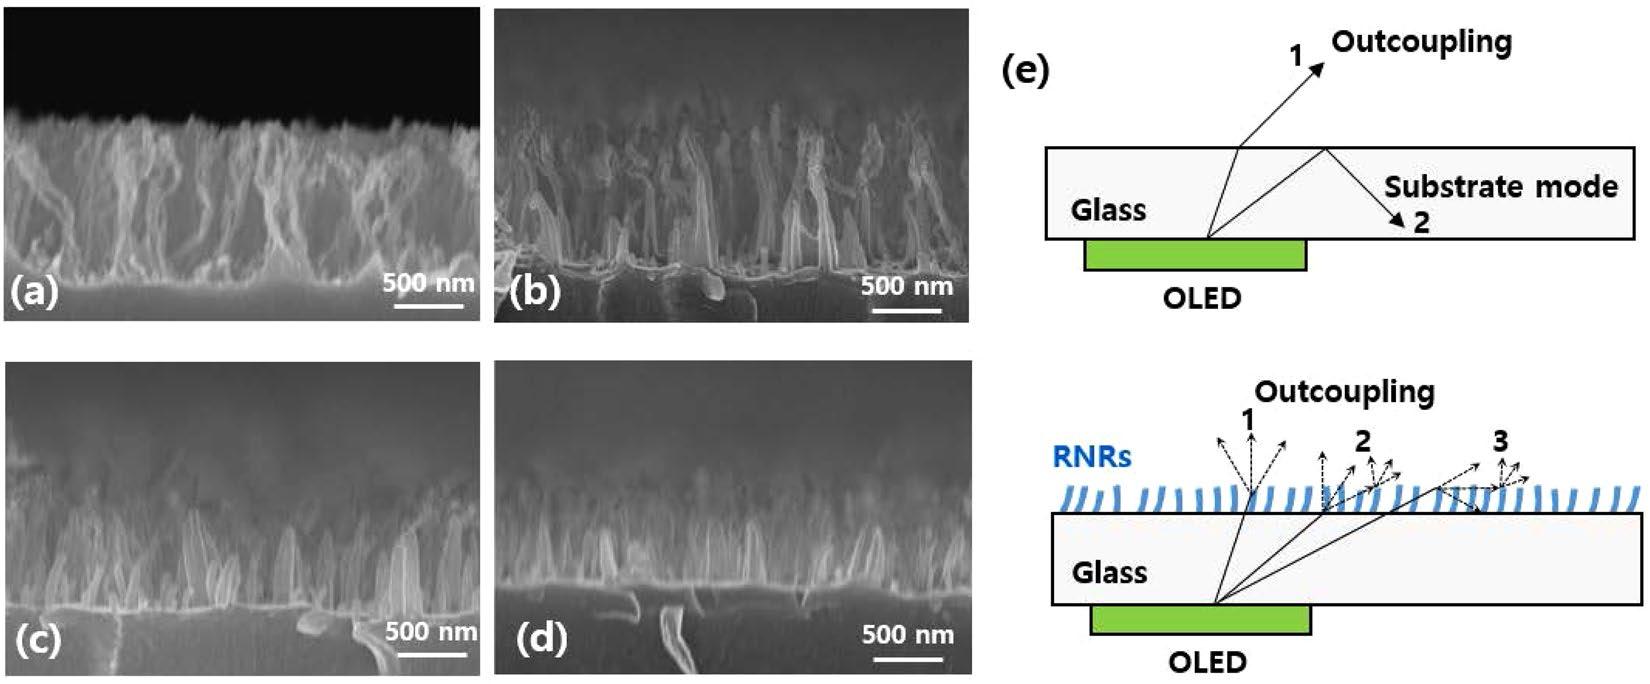 (a)
500 nm
(b)
500 nm
(c)
500 nm
(d)
500 nm
(e)
1
Outcoupling
Glass
Substrate mode
2
OLED
Outcoupling
1
2
3
RNRs
Glass
OLED